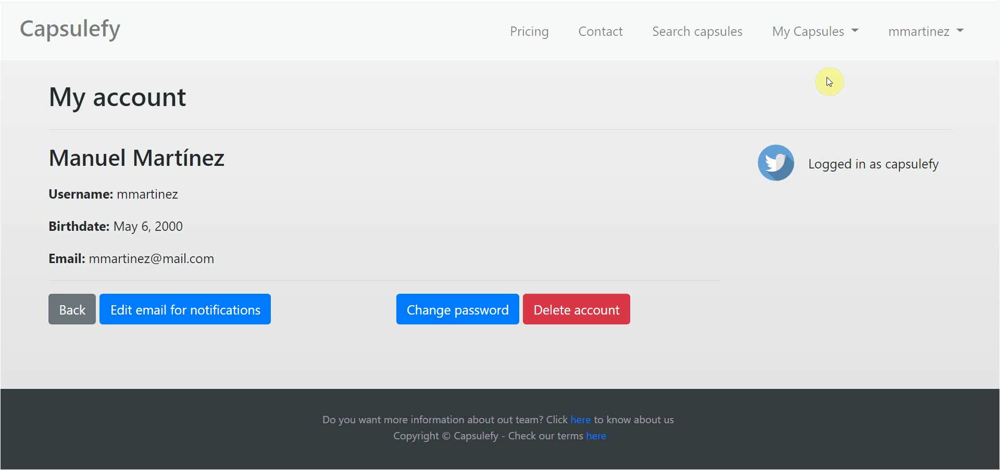 Capsulefy
Pricing
Contact
Search capsules
My Capsules
mmartinez
My account
Manuel Martínez
Logged in as capsulefy
Username: mmartinez
Birthdate: May 6, 2000
Email: mmartinez@mail.com
Back
Edit email for notifications
Change password
Delete account
Do you want more information about out team? Click here to know about us
Copyright © Capsulefy - Check our terms here